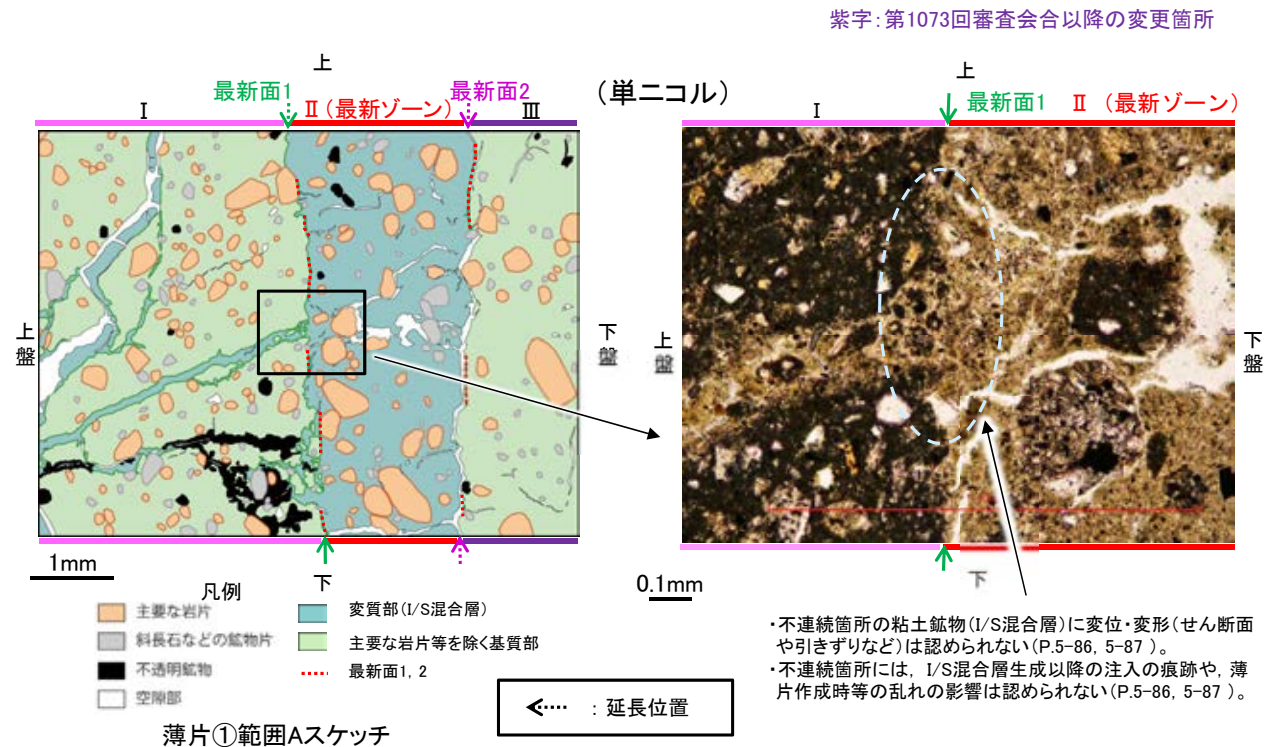 紫字:第1073回審査会合以降の変更箇所
上
最新面1
最新面2
Ⅰ
Ⅱ(最新ゾーン)
Ⅲ
上盤
下盤
1mm
下
凡例
主要な岩片
斜長石などの鉱物片
不透明鉱物
空隙部
変質部(I/S混合層)
主要な岩片等を除く基質部
最新面1, 2
薄片①範囲Aスケッチ
:延長位置
(単ニコル)
上
最新面1
Ⅰ
Ⅱ (最新ゾーン)
上盤
下盤
0.1mm
下
・不連続箇所の粘土鉱物(I/S混合層)に変位・変形(せん断面
や引きずりなど)は認められない(P.5-86, 5-87 )。
・不連続箇所には, I/S混合層生成以降の注入の痕跡や, 薄
片作成時等の乱れの影響は認められない(P.5-86, 5-87 )。